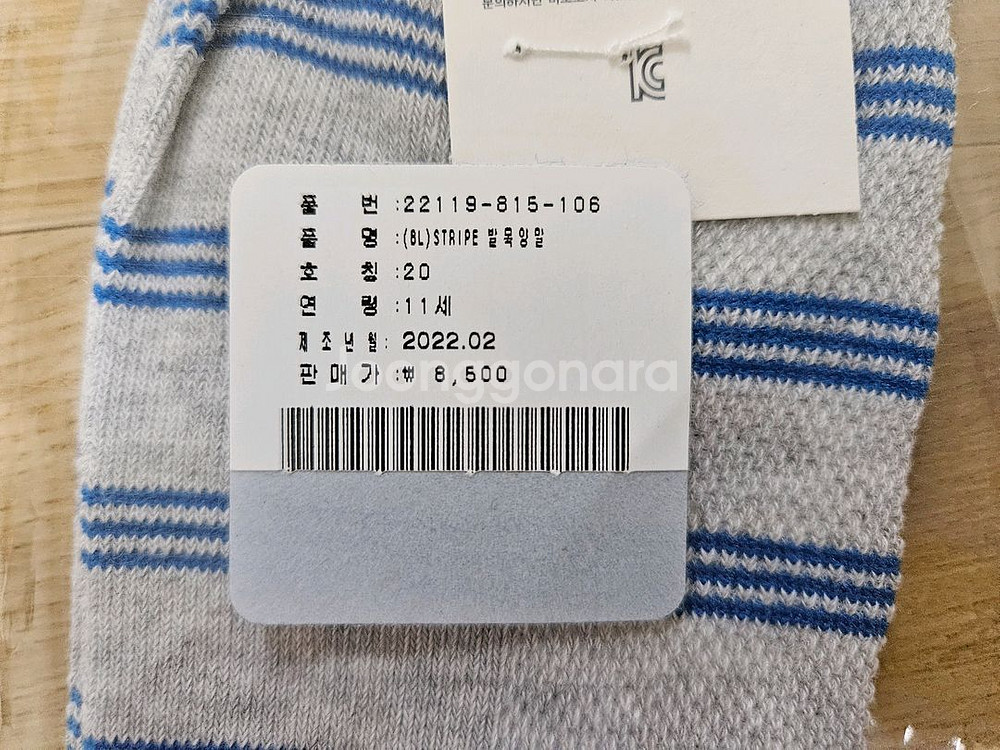 품 번 :22119-815-106
품 명 :(BL)STRIPE 발목양말
호 칭 :20
연 령 :11세
제조년월: 2022.02
판매가 :₩ 8,500
Joonggonara